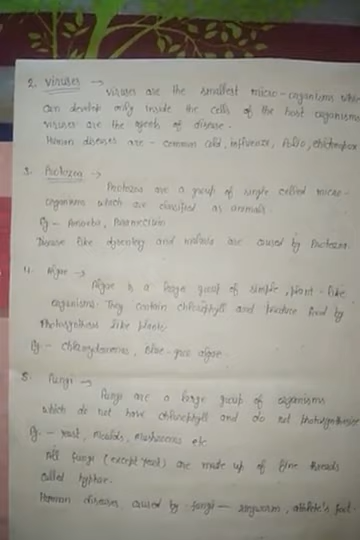 2. Viruses →
Viruses are the smallest micro-organisms which
can develop only inside the cells of the host organisms
viruses are the agents of disease.
Human diseases are - common cold, influenza, Polio, chickenpox
3. Protozoa →
Protozoa are a group of single celled micro-
organisms which are classified as animals.
Eg - Amoeba, Paramecium
Disease like dysentery and malaria are caused by Protozoa.
4. Algae →
Algae is a large group of simple, plant-like
organisms. They contain chlorophyll and produce food by
Photosynthesis like plants.
Eg:- Chlamydomonas, Blue-green algae.
5. Fungi →
Fungi are a large group of organisms
which do not have chlorophyll and do not photosynthesise
Eg. - yeast, Moulds, Mushrooms etc
All fungi (except yeast) are made up of fine threads
called hyphae.
Human diseases caused by fungi - ringworm, athlete's foot.